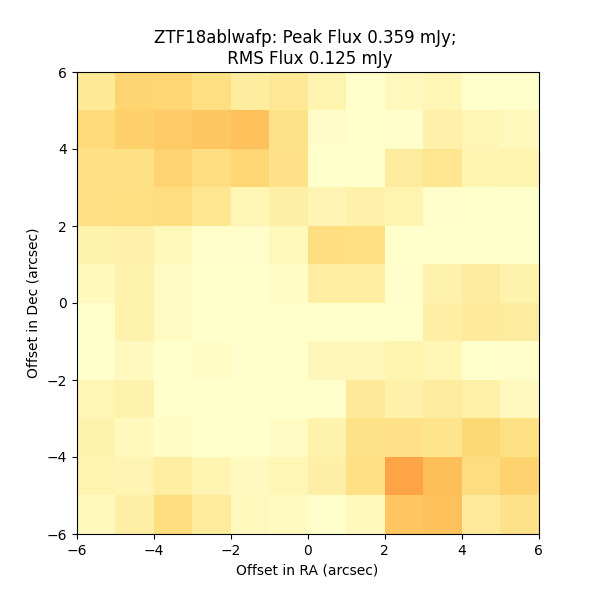 ZTF18ablwafp: Peak Flux 0.359 mJy;
RMS Flux 0.125 mJy
6
4
2
0
−2
−4
−6
Offset in Dec (arcsec)
−6 −4 −2 0 2 4 6
Offset in RA (arcsec)